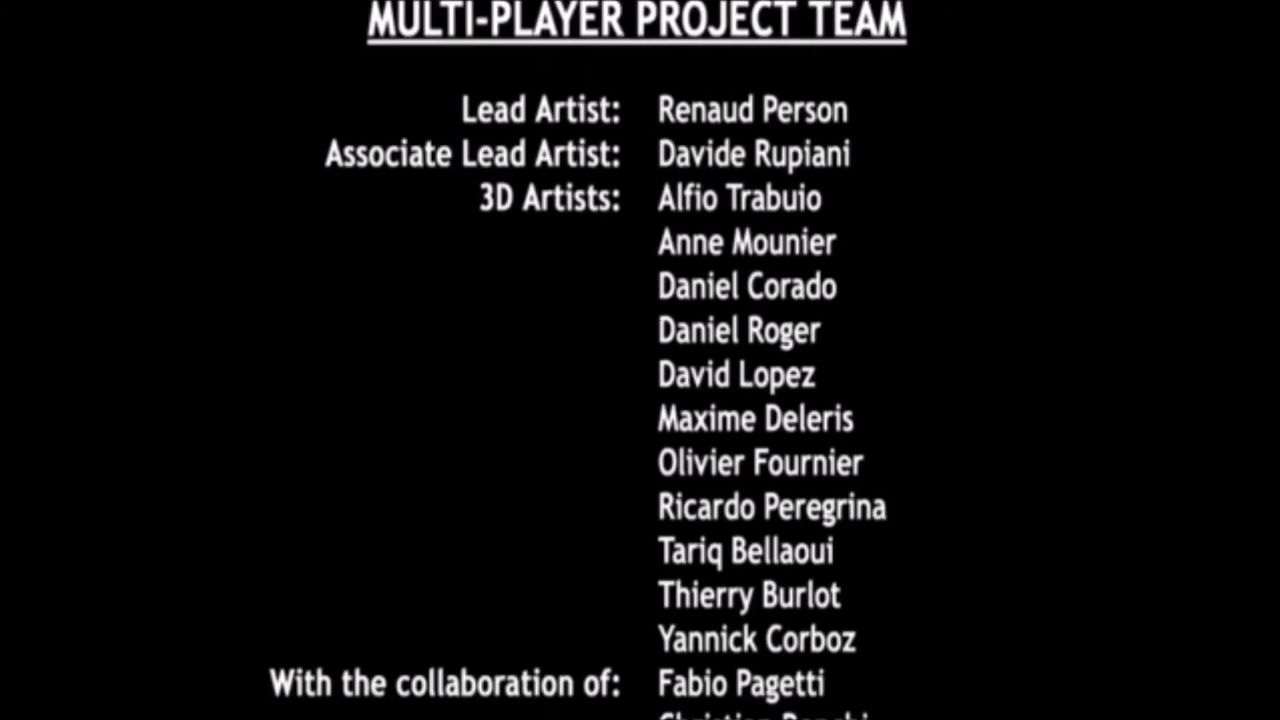 MULTI-PLAYER PROJECT TEAM
Lead Artist: Renaud Person
Associate Lead Artist: Davide Rupiani
3D Artists: Alfio Trabuio
Anne Mounier
Daniel Corado
Daniel Roger
David Lopez
Maxime Deleris
Olivier Fournier
Ricardo Peregrina
Tariq Bellaoui
Thierry Burlot
Yannick Corboz
With the collaboration of: Fabio Pagetti